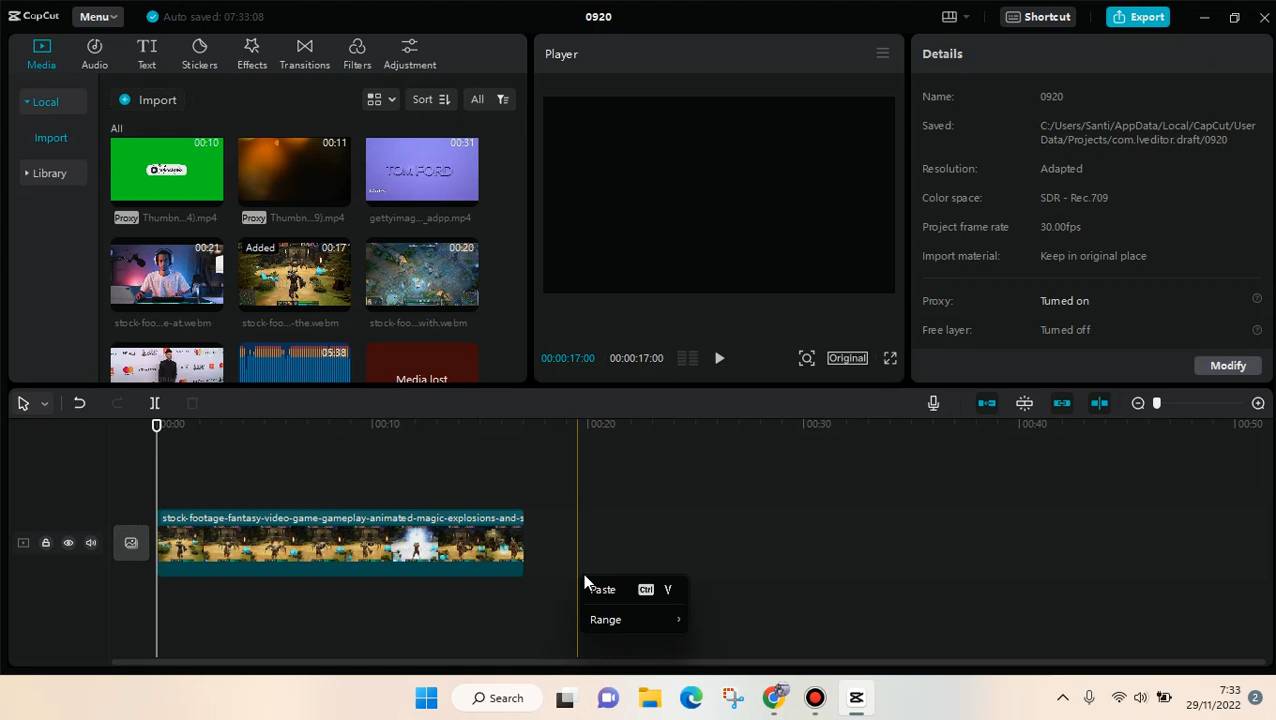 CapCut
Menu
Auto saved: 07:33:08
0920
Shortcut
Export
Media
Audio
Text
Stickers
Effects
Transitions
Filters
Adjustment
Player
Details
Local
Import
Library
Import
Sort
All
All
00:10
00:11
00:31
TOM FORD
Proxy
Thumbn...4).mp4
Proxy
Thumbn...9).mp4
gettyimag..._adpp.mp4
00:21
Added
00:17
00:20
stock-foo...e-at.webm
stock-foo...-the.webm
stock-foo...with.webm
05:38
Media lost
00:00:17:00
00:00:17:00
Original
Name:
0920
Saved:
C:/Users/Santi/AppData/Local/CapCut/User
Data/Projects/com.lveditor.draft/0920
Resolution:
Adapted
Color space:
SDR - Rec.709
Project frame rate
30.00fps
Import material:
Keep in original place
Proxy:
Turned on
Free layer:
Turned off
Modify
00:00
00:10
00:20
00:30
00:40
00:50
stock-footage-fantasy-video-game-gameplay-animated-magic-explosions-and-s
Paste
Ctrl V
Range
Search
7:33
29/11/2022
2